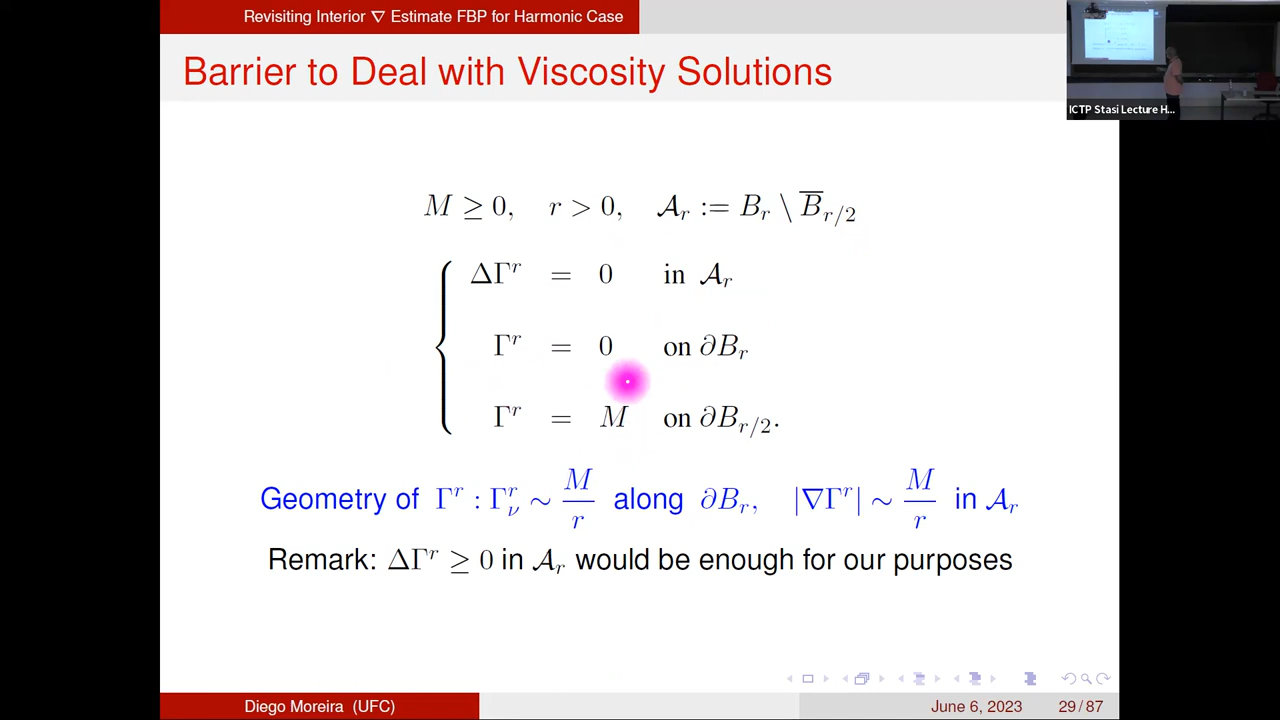 Revisiting Interior ∇ Estimate FBP for Harmonic Case
Barrier to Deal with Viscosity Solutions
ICTP Stasi Lecture H...
M ≥ 0, r > 0, 𝒜_r := B_r \ B̅_{r/2}
ΔΓ^r = 0 in 𝒜_r
Γ^r = 0 on ∂B_r
Γ^r = M on ∂B_{r/2}.
Geometry of Γ^r : Γ^r_ν ∼ M/r along ∂B_r, |∇Γ^r| ∼ M/r in 𝒜_r
Remark: ΔΓ^r ≥ 0 in 𝒜_r would be enough for our purposes
Diego Moreira (UFC)
June 6, 2023
29/87